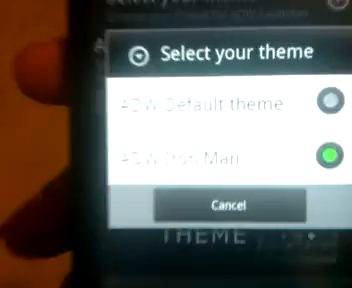 Select your theme
ADW.Default theme
ADW.Iron Man
Cancel
THEME